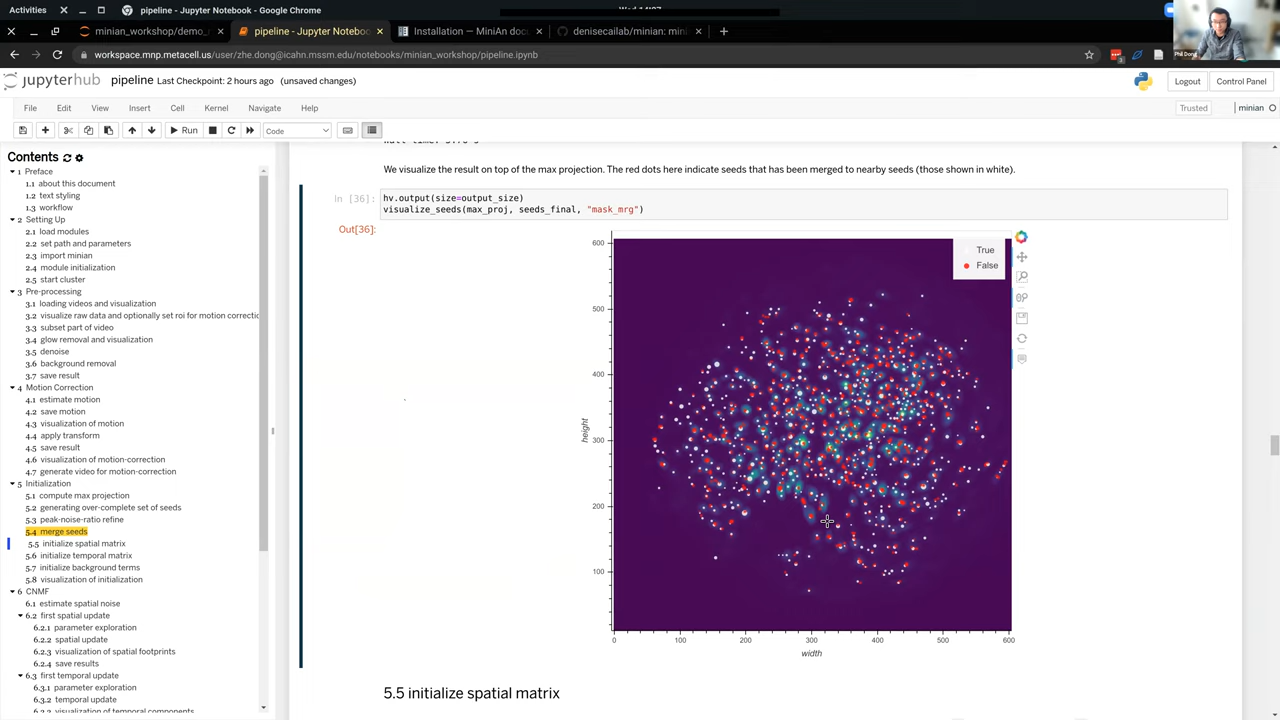 Activities
pipeline - Jupyter Notebook - Google Chrome
minian_workshop/demo_
pipeline - Jupyter Noteboo
Installation — MiniAn docu
denisecailab/minian: mini
workspace.mnp.metacell.us/user/zhe.dong@icahn.mssm.edu/notebooks/minian_workshop/pipeline.ipynb
Phil Dong
jupyterhub
pipeline Last Checkpoint: 2 hours ago (unsaved changes)
Logout
Control Panel
File Edit View Insert Cell Kernel Navigate Help
Trusted
minian
Run
Code
Contents
1 Preface
1.1 about this document
1.2 text styling
1.3 workflow
2 Setting Up
2.1 load modules
2.2 set path and parameters
2.3 import minian
2.4 module initialization
2.5 start cluster
3 Pre-processing
3.1 loading videos and visualization
3.2 visualize raw data and optionally set roi for motion correctio
3.3 subset part of video
3.4 glow removal and visualization
3.5 denoise
3.6 background removal
3.7 save result
4 Motion Correction
4.1 estimate motion
4.2 save motion
4.3 visualization of motion
4.4 apply transform
4.5 save result
4.6 visualization of motion-correction
4.7 generate video for motion-correction
5 Initialization
5.1 compute max projection
5.2 generating over-complete set of seeds
5.3 peak-noise-ratio refine
5.4 merge seeds
5.5 initialize spatial matrix
5.6 initialize temporal matrix
5.7 initialize background terms
5.8 visualization of initialization
6 CNMF
6.1 estimate spatial noise
6.2 first spatial update
6.2.1 parameter exploration
6.2.2 spatial update
6.2.3 visualization of spatial footprints
6.2.4 save results
6.3 first temporal update
6.3.1 parameter exploration
6.3.2 temporal update
We visualize the result on top of the max projection. The red dots here indicate seeds that has been merged to nearby seeds (those shown in white).
In [36]:
hv.output(size=output_size)
visualize_seeds(max_proj, seeds_final, "mask_mrg")
Out[36]:
True
False
600
500
400
300
200
100
height
0 100 200 300 400 500 600
width
5.5 initialize spatial matrix